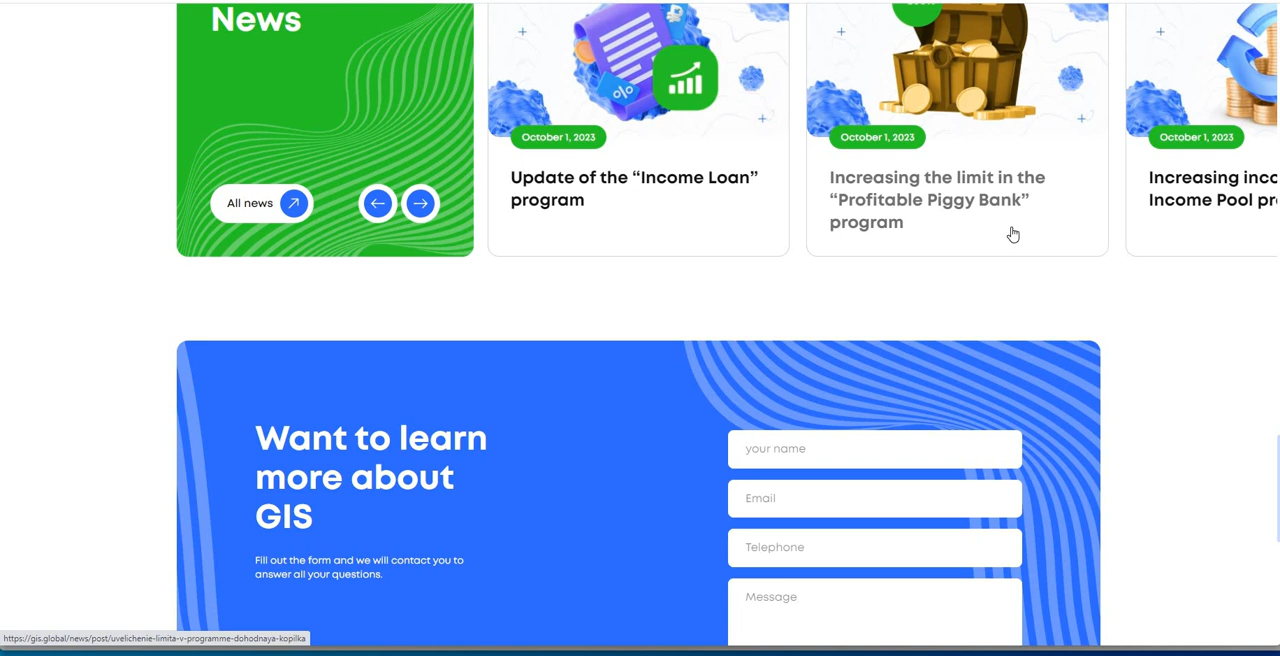 News
All news
October 1, 2023
Update of the “Income Loan”
program
October 1, 2023
Increasing the limit in the
“Profitable Piggy Bank”
program
October 1, 2023
Increasing
Income Pool
Want to learn
more about
GIS
Fill out the form and we will contact you to
answer all your questions.
your name
Email
Telephone
Message
https://gis.global/news/post/uvelichenie-limita-v-programme-dohodnaya-kopilka